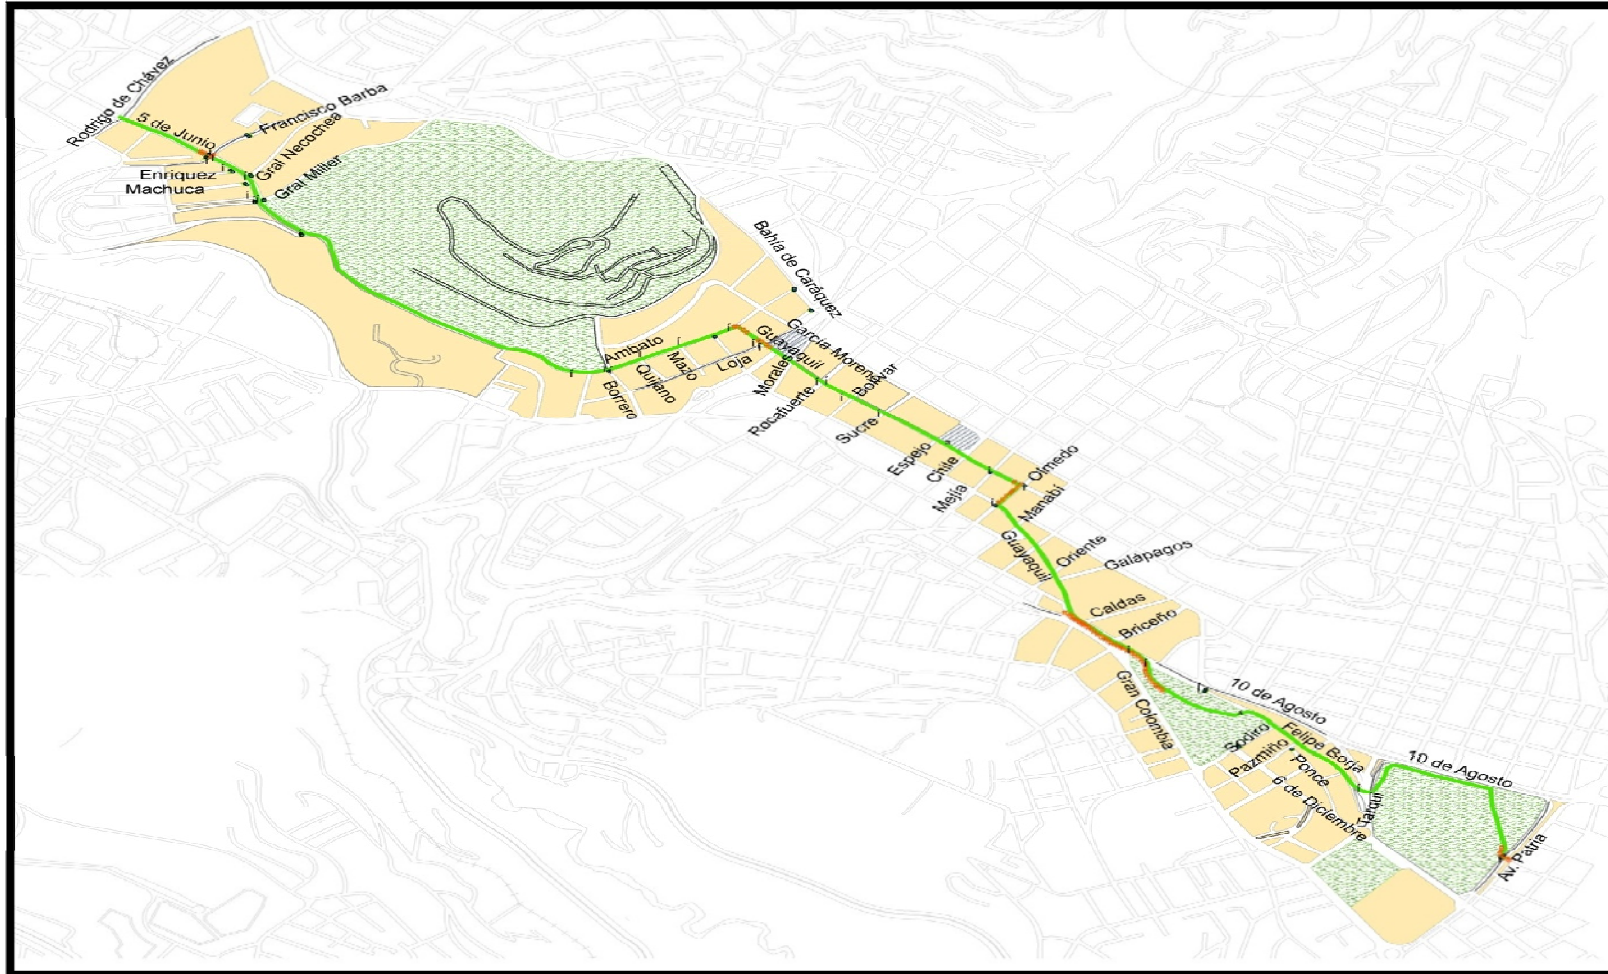 Rodrigo de Chávez
5 de Junio
Francisco Barba
Gral Necochea
Enriquez
Machuca
Gral Miller
Bahía de Caráquez
García Moreno
Guayaquil
Ambato
Mazo
Loja
Quijano
Borrero
Morales
Bolívar
Rocafuerte
Sucre
Espejo
Chile
Olmedo
Mejía
Manabí
Guayaquil
Oriente
Galápagos
Caldas
Briceño
Gran Colombia
10 de Agosto
Sodiro
Felipe Borja
Pazmiño
Ponce
10 de Agosto
6 de Diciembre
Tarqui
Av. Patria